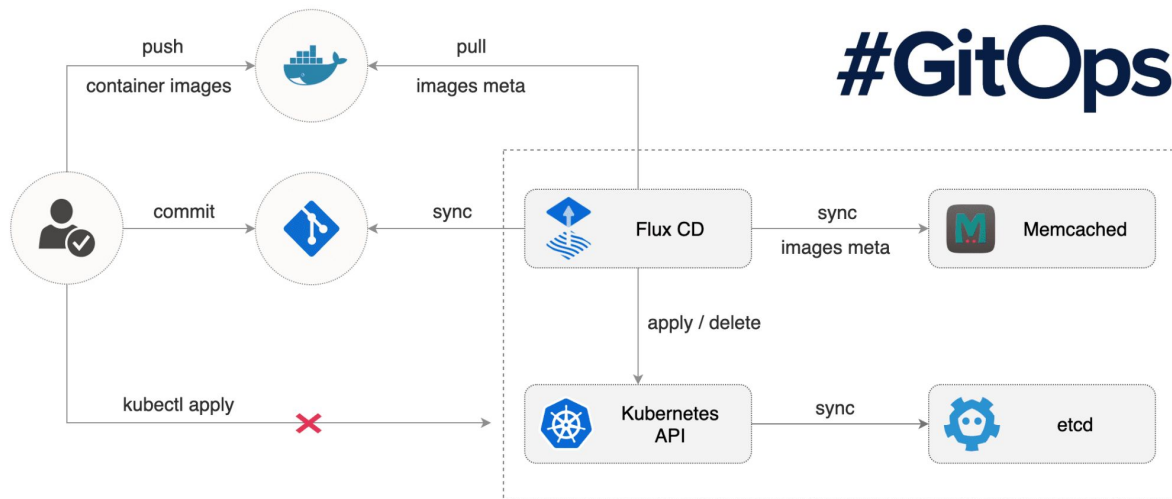 push
container images
pull
images meta
#GitOps
commit
sync
Flux CD
sync
images meta
Memcached
apply / delete
kubectl apply
Kubernetes
API
sync
etcd